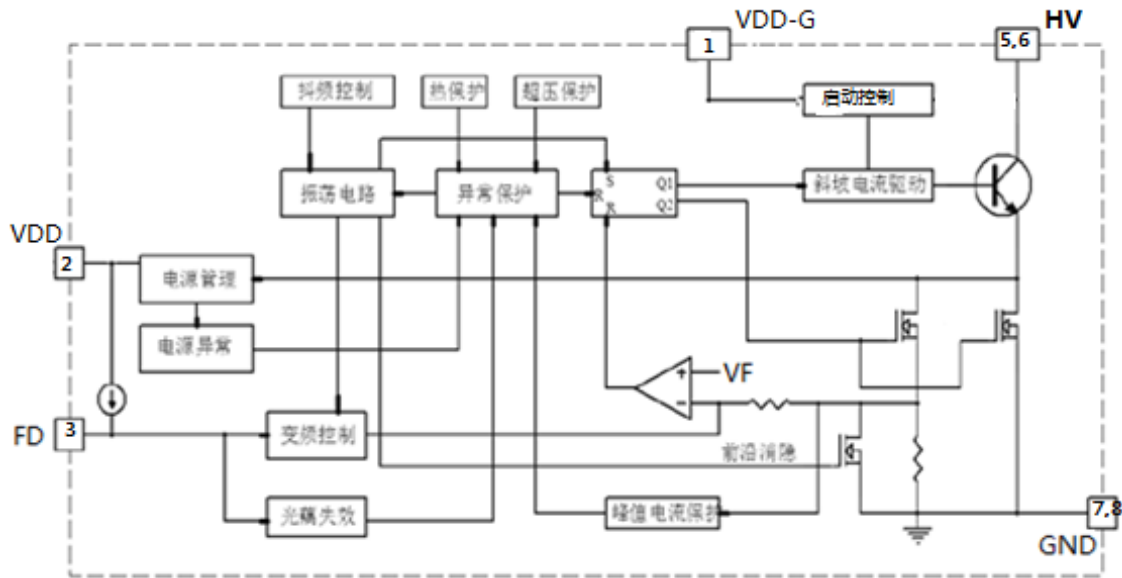 VDD-G
HV
1
5,6
抖频控制
热保护
超压保护
启动控制
振荡电路
异常保护
S
R
R
Q1
Q2
斜坡电流驱动
VDD
2
电源管理
电源异常
+
VF
-
FD
3
变频控制
前沿消隐
光耦失效
峰值电流保护
7,8
GND